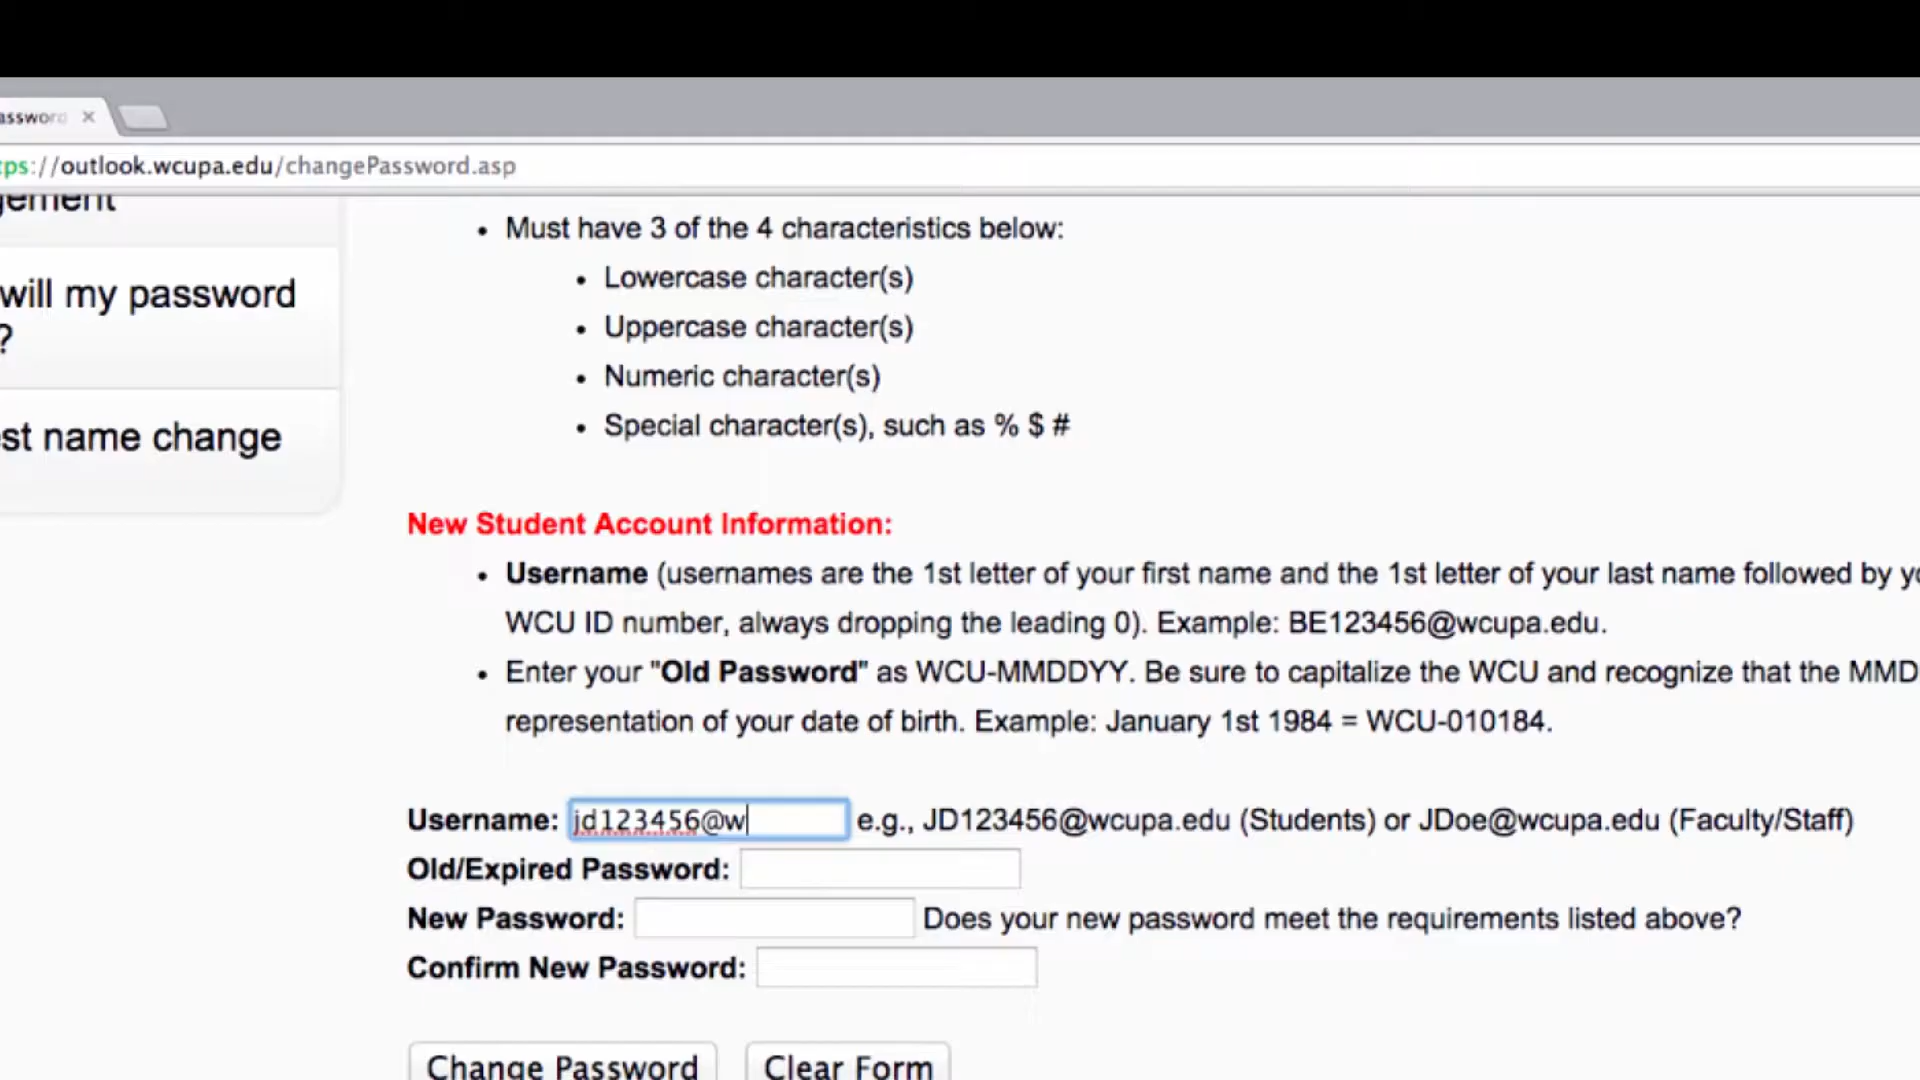 assword
tps://outlook.wcupa.edu/changePassword.asp
gement
will my password
?
est name change
• Must have 3 of the 4 characteristics below:
• Lowercase character(s)
• Uppercase character(s)
• Numeric character(s)
• Special character(s), such as % $ #
New Student Account Information:
• Username (usernames are the 1st letter of your first name and the 1st letter of your last name followed by yo
WCU ID number, always dropping the leading 0). Example: BE123456@wcupa.edu.
• Enter your "Old Password" as WCU-MMDDYY. Be sure to capitalize the WCU and recognize that the MMD
representation of your date of birth. Example: January 1st 1984 = WCU-010184.
Username: jd123456@w e.g., JD123456@wcupa.edu (Students) or JDoe@wcupa.edu (Faculty/Staff)
Old/Expired Password:
New Password: Does your new password meet the requirements listed above?
Confirm New Password:
Change Password Clear Form